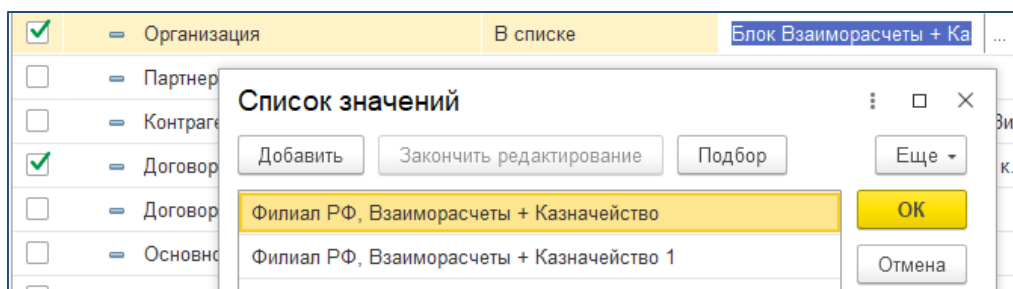 Организация В списке Блок Взаиморасчеты + Ка ...
Партнер
Список значений
Контраге
Добавить Закончить редактирование Подбор Еще
Договор к.
Договор Филиал РФ, Взаиморасчеты + Казначейство ОК
Основно Филиал РФ, Взаиморасчеты + Казначейство 1 Отмена